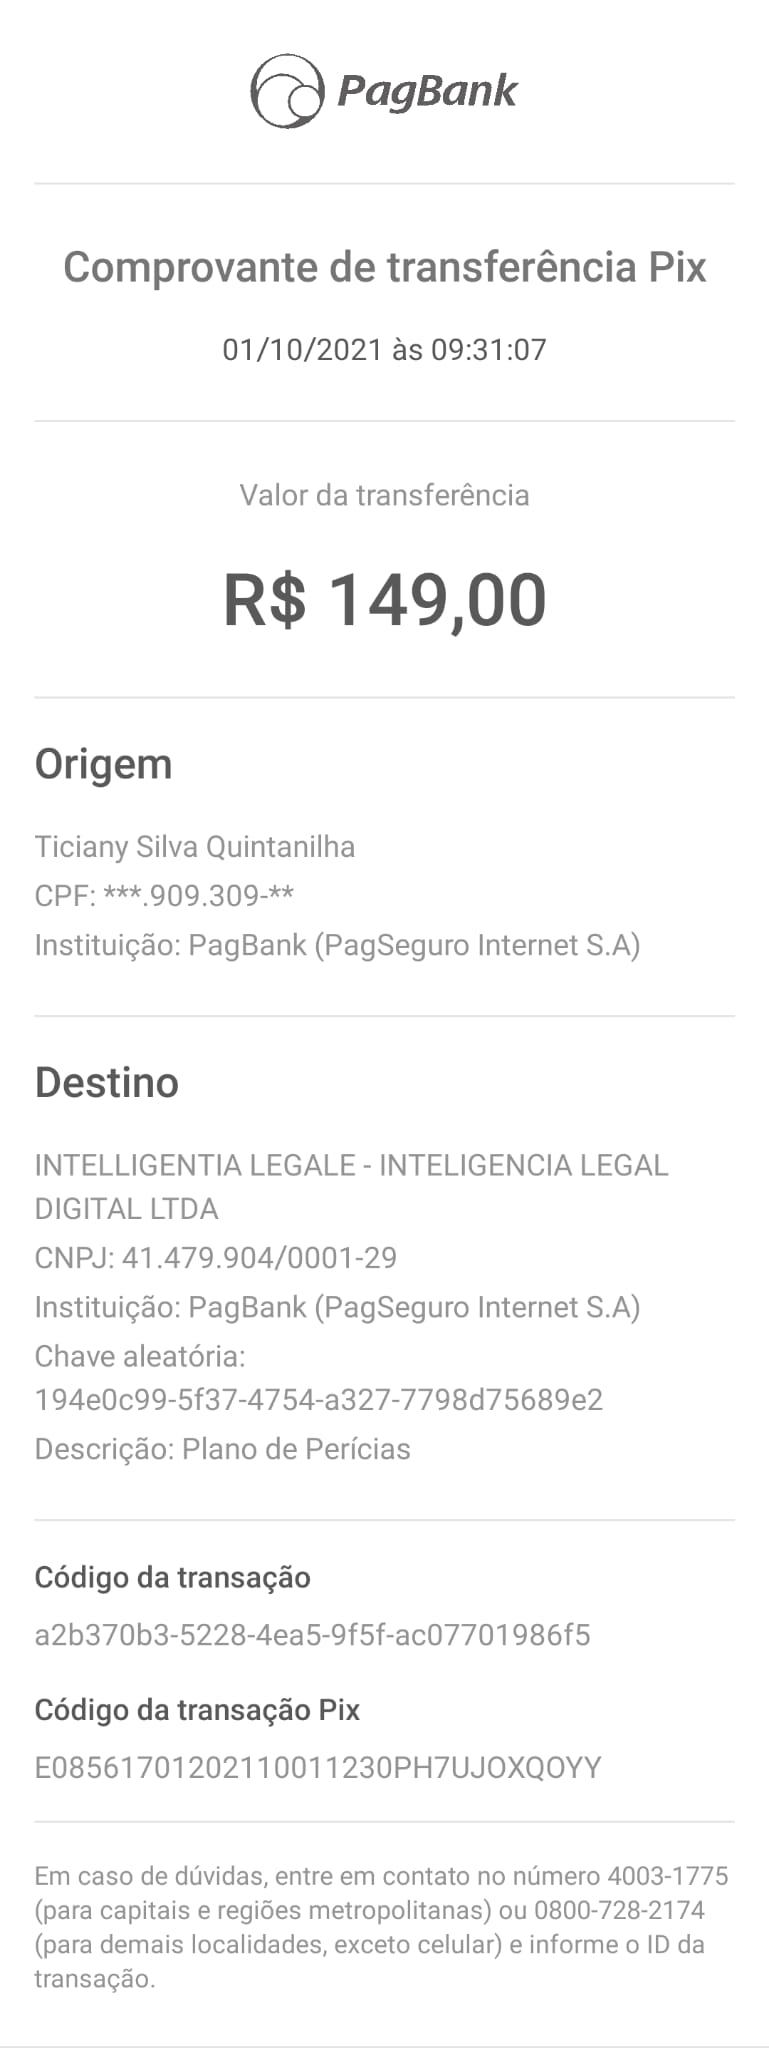 PagBank
Comprovante de transferência Pix
01/10/2021 às 09:31:07
Valor da transferência
R$ 149,00
Origem
Ticiany Silva Quintanilha
CPF: ***.909.309-**
Instituição: PagBank (PagSeguro Internet S.A)
Destino
INTELLIGENTIA LEGALE - INTELIGENCIA LEGAL
DIGITAL LTDA
CNPJ: 41.479.904/0001-29
Instituição: PagBank (PagSeguro Internet S.A)
Chave aleatória:
194e0c99-5f37-4754-a327-7798d75689e2
Descrição: Plano de Perícias
Código da transação
a2b370b3-5228-4ea5-9f5f-ac07701986f5
Código da transação Pix
E08561701202110011230PH7UJOXQOYY
Em caso de dúvidas, entre em contato no número 4003-1775
(para capitais e regiões metropolitanas) ou 0800-728-2174
(para demais localidades, exceto celular) e informe o ID da
transação.